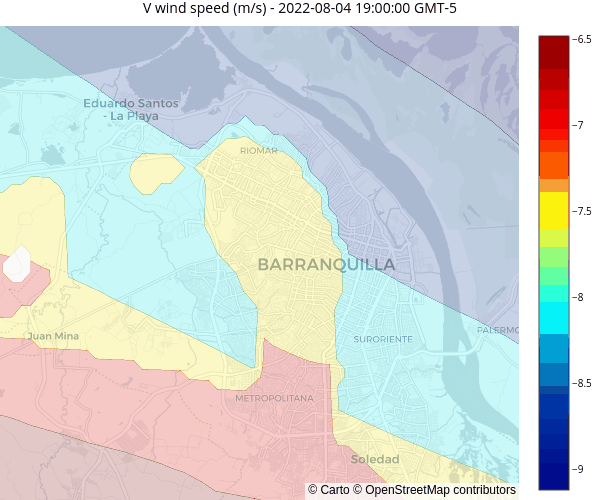 V wind speed (m/s) - 2022-08-04 19:00:00 GMT-5
−6.5
Eduardo Santos
- La Playa
−7
RIOMAR
−7.5
BARRANQUILLA
−8
Juan Mina
SURORIENTE
PALERMO
−8.5
METROPOLITANA
Soledad
−9
© Carto © OpenStreetMap contributors